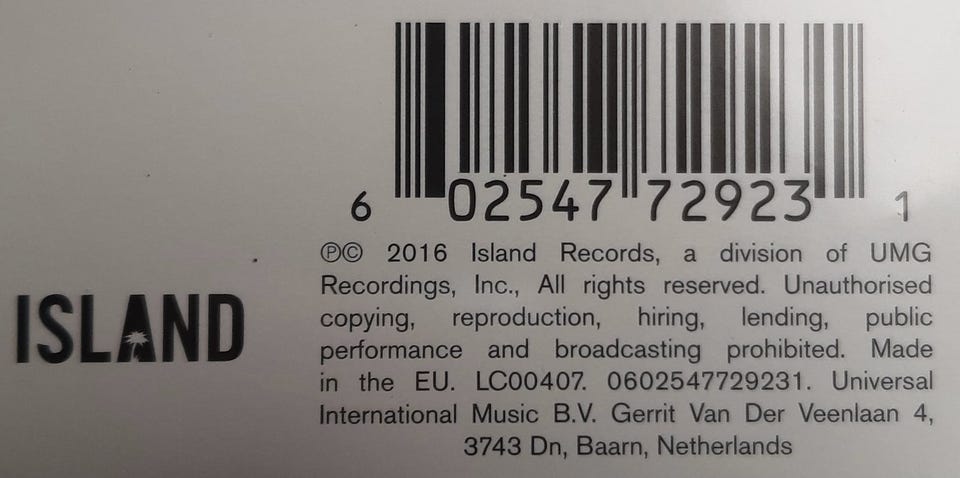 6 02547 72923 1
℗© 2016 Island Records, a division of UMG
Recordings, Inc., All rights reserved. Unauthorised
copying, reproduction, hiring, lending, public
performance and broadcasting prohibited. Made
in the EU. LC00407. 0602547729231. Universal
International Music B.V. Gerrit Van Der Veenlaan 4,
3743 Dn, Baarn, Netherlands
ISLAND